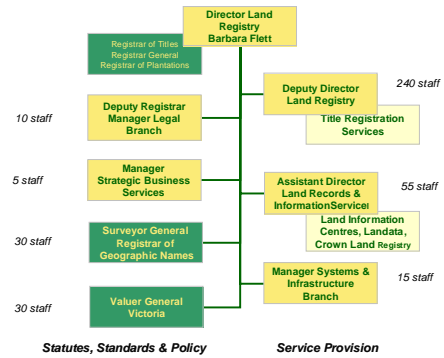 Director Land
Registry
Barbara Flett
Registrar of Titles
Registrar General
Registrar of Plantations
240 staff
Deputy Director
Land Registry
Title Registration
Services
10 staff
Deputy Registrar
Manager Legal
Branch
5 staff
Manager
Strategic Business
Services
55 staff
Assistant Director
Land Records &
InformationServices
Land Information
Centres, Landata,
Crown Land Registry
30 staff
Surveyor General
Registrar of
Geographic Names
15 staff
Manager Systems &
Infrastructure
Branch
30 staff
Valuer General
Victoria
Statutes, Standards & Policy
Service Provision